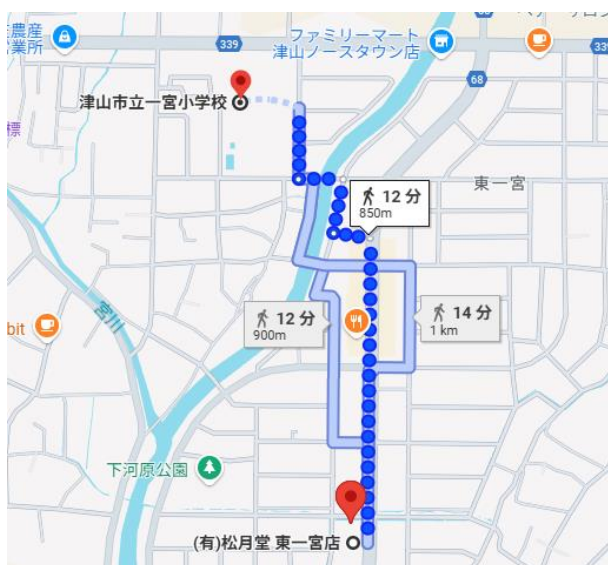 68
農産
業所
339
ファミリーマート
津山ノースタウン店
339
68
津山市立一宮小学校
標
東一宮
12 分
850m
宮川
bit
12 分
900m
14 分
1 km
下河原公園
(有)松月堂 東一宮店